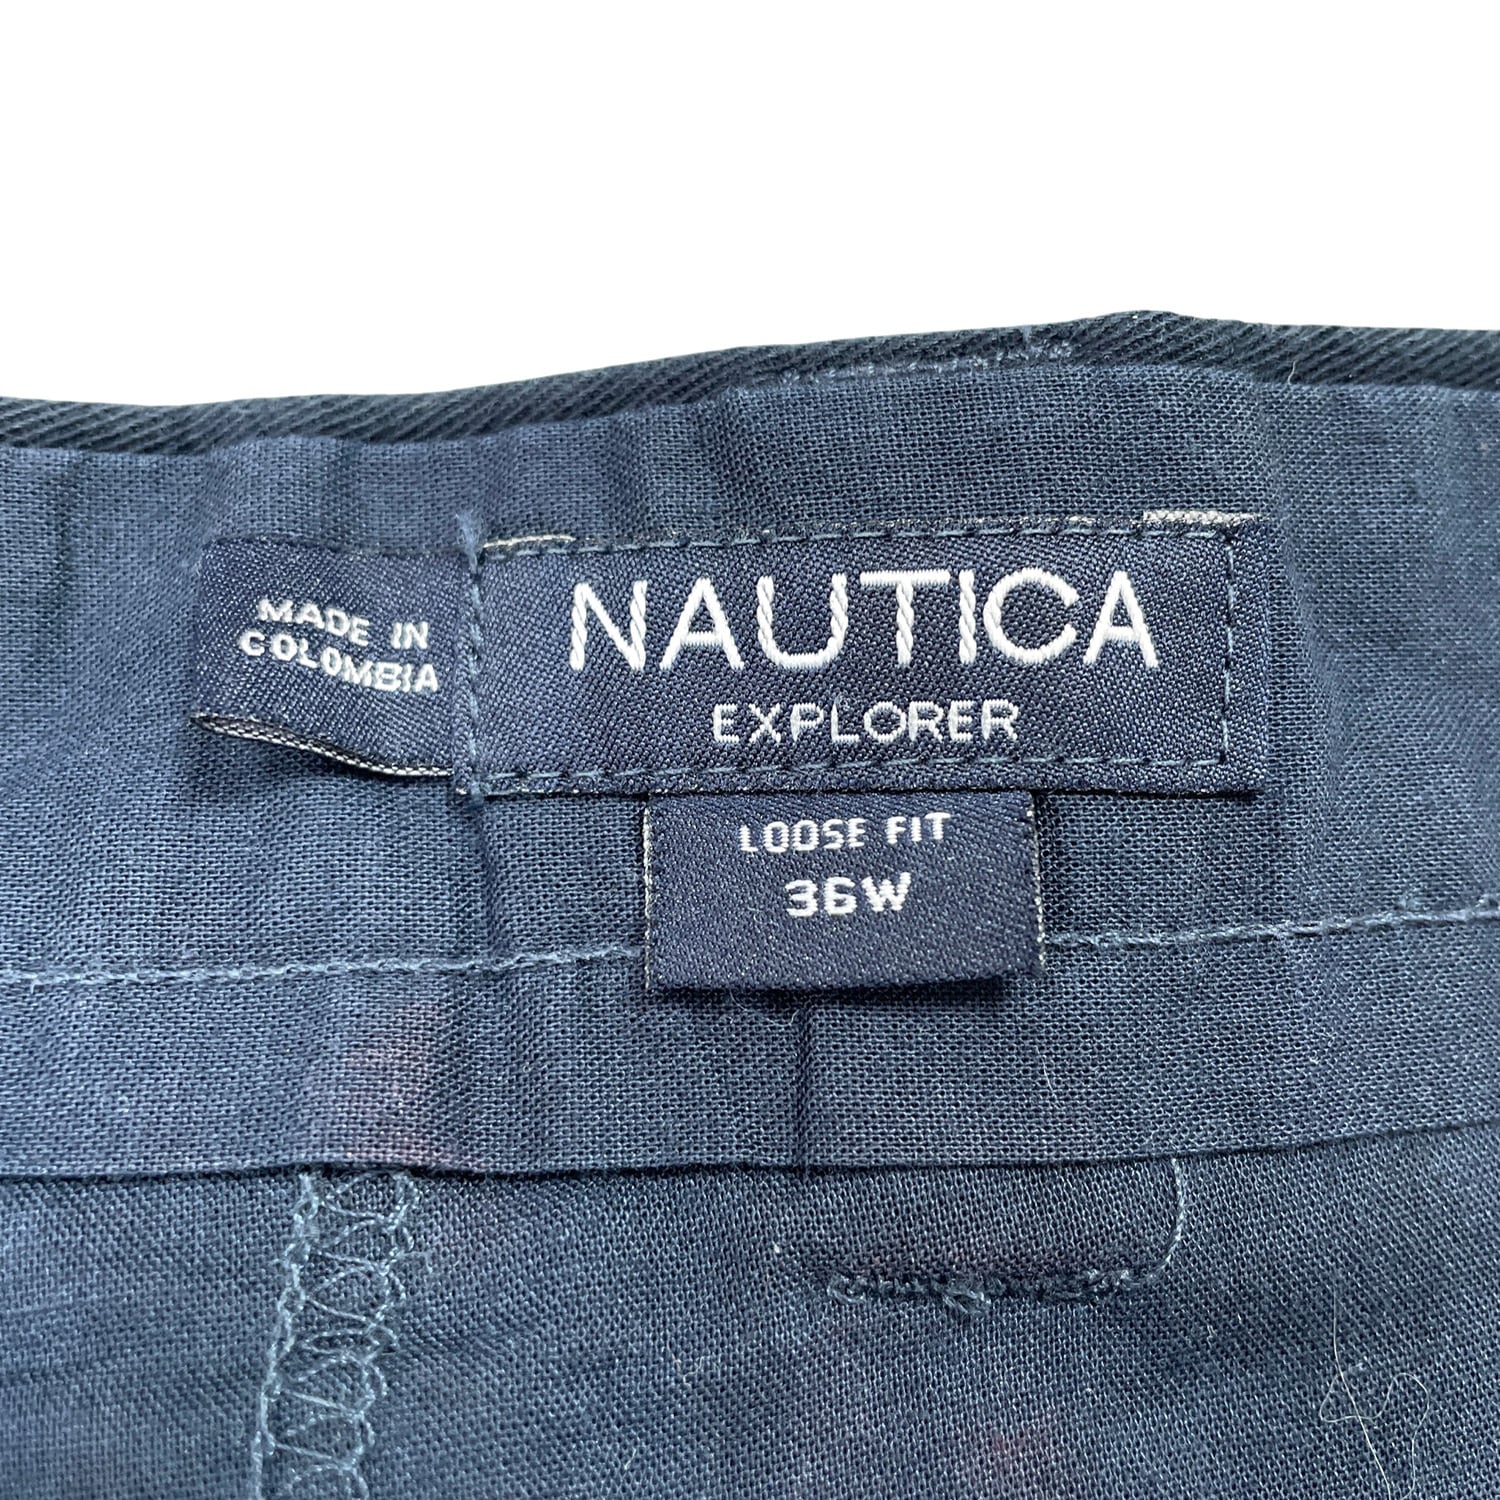 MADE IN
COLOMBIA
NAUTICA
EXPLORER
LOOSE FIT
36W